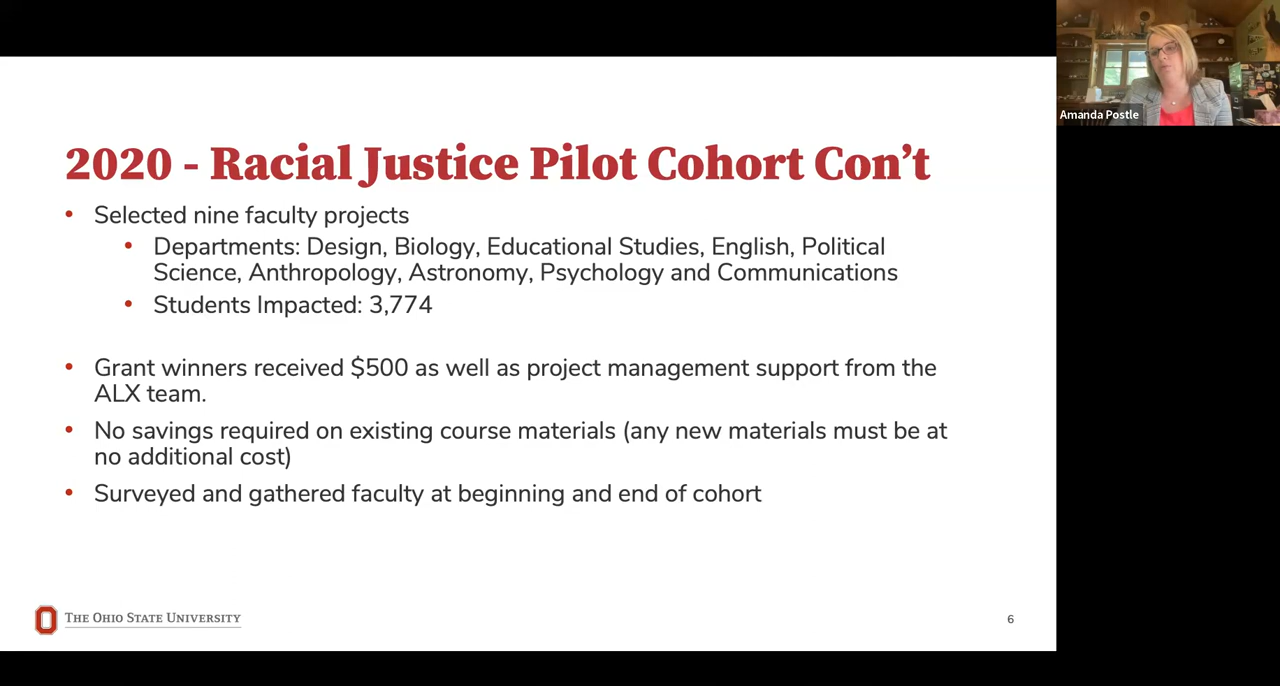 2020 - Racial Justice Pilot Cohort Con’t
• Selected nine faculty projects
• Departments: Design, Biology, Educational Studies, English, Political
Science, Anthropology, Astronomy, Psychology and Communications
• Students Impacted: 3,774
• Grant winners received $500 as well as project management support from the
ALX team.
• No savings required on existing course materials (any new materials must be at
no additional cost)
• Surveyed and gathered faculty at beginning and end of cohort
The Ohio State University
6
Amanda Postle